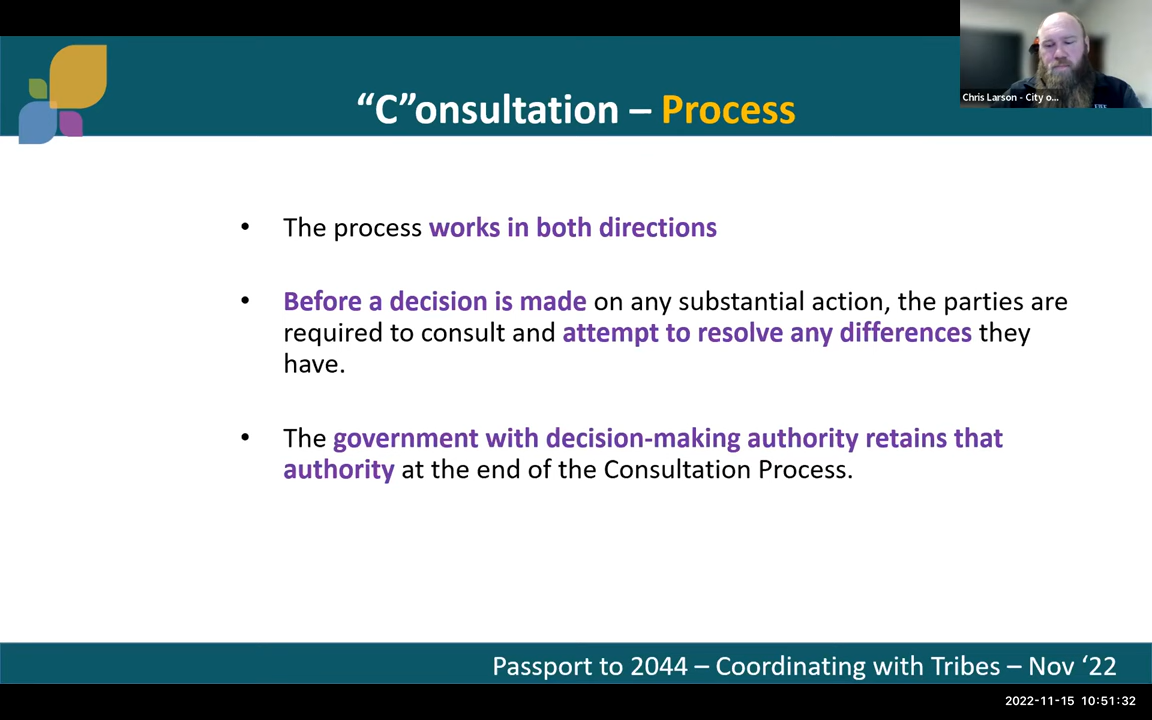 Chris Larson - City o...
“C”onsultation – Process
• The process works in both directions
• Before a decision is made on any substantial action, the parties are
required to consult and attempt to resolve any differences they
have.
• The government with decision-making authority retains that
authority at the end of the Consultation Process.
Passport to 2044 – Coordinating with Tribes – Nov ‘22
2022-11-15 10:51:32